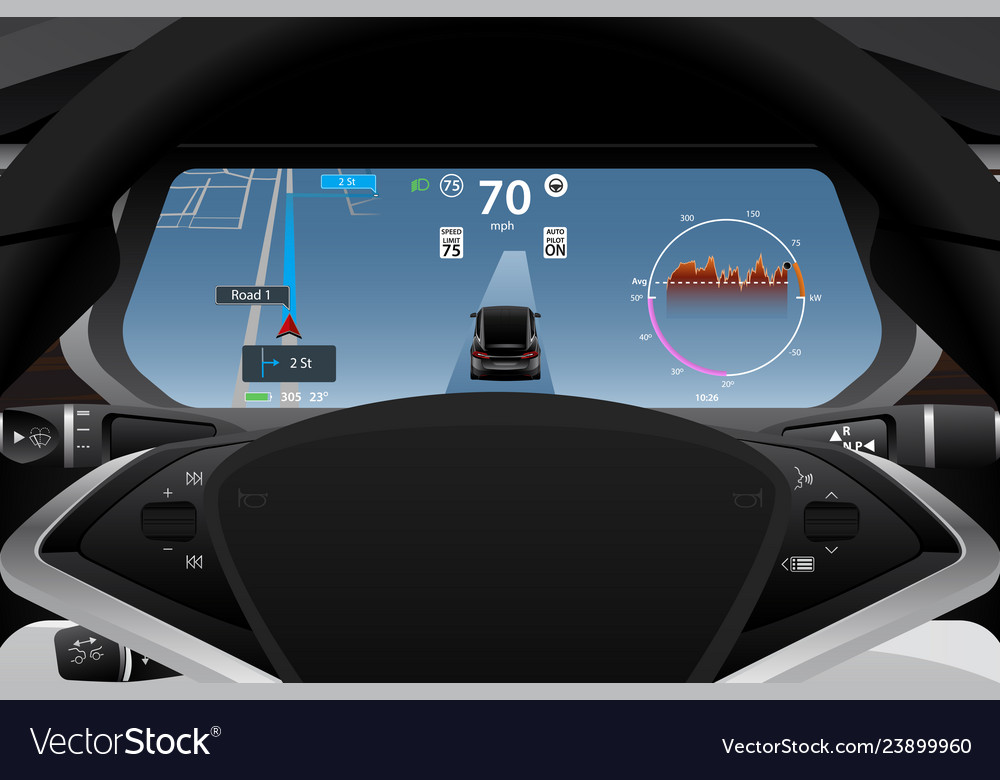 2 St
75
70
mph
SPEED
LIMIT
75
AUTO
PILOT
ON
Road 1
2 St
305 23°
300
150
75
Avg
kW
50°
40°
30°
20°
-50
10:26
R
N P
VectorStock®
VectorStock.com/23899960